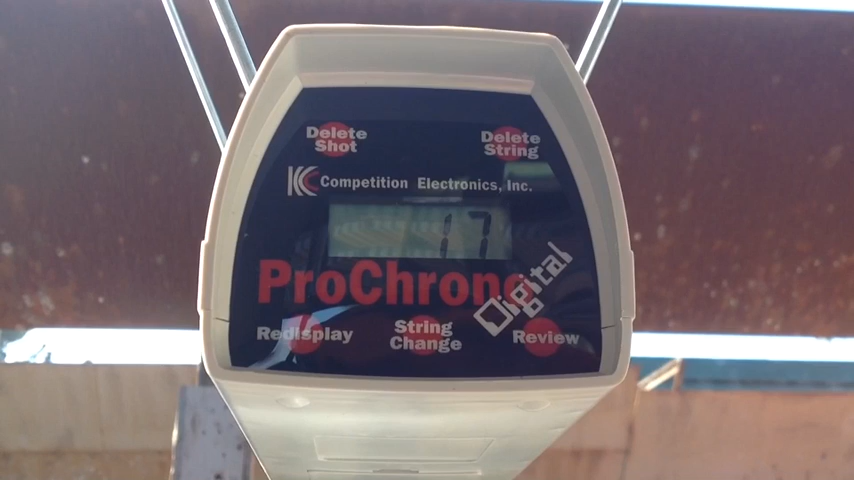 Delete Shot
Delete String
Competition Electronics, Inc.
17
ProChrono
Digital
Redisplay
String Change
Review